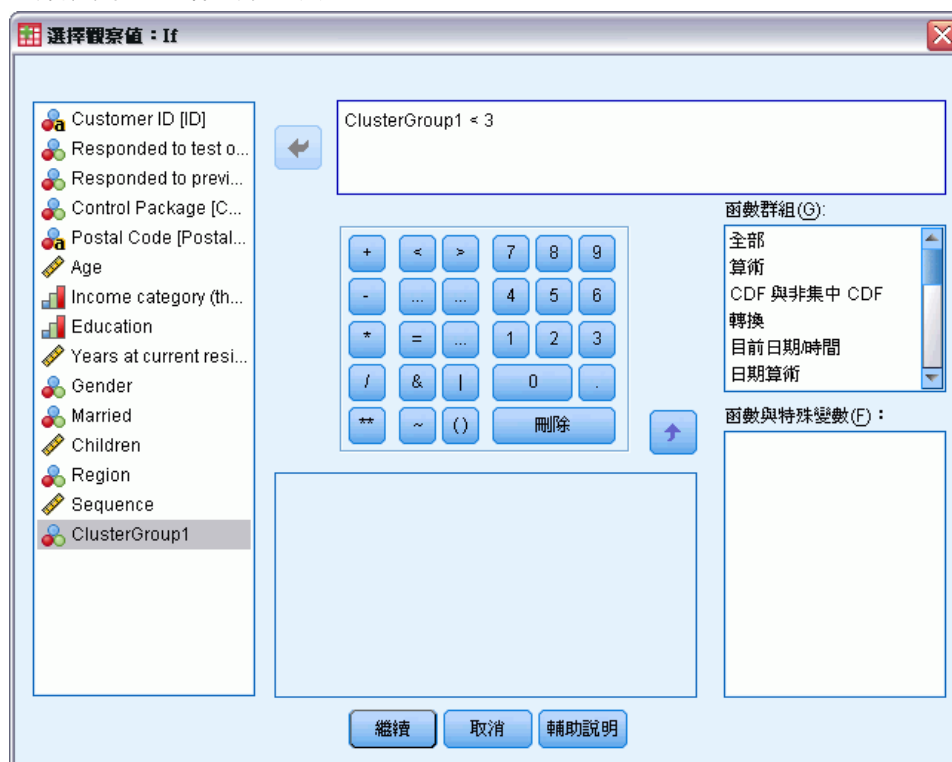 選擇觀察值：If
Customer ID [ID]
Responded to test o...
Responded to previ...
Control Package [C...
Postal Code [Postal...
Age
Income category (th...
Education
Years at current resi...
Gender
Married
Children
Region
Sequence
ClusterGroup1
ClusterGroup1 < 3
+ < > 7 8 9
- ... ... 4 5 6
* = ... 1 2 3
/ & | 0 .
** ~ () 刪除
函數群組(G):
全部
算術
CDF 與非集中 CDF
轉換
目前日期/時間
日期算術
函數與特殊變數(F)：
繼續 取消 輔助說明